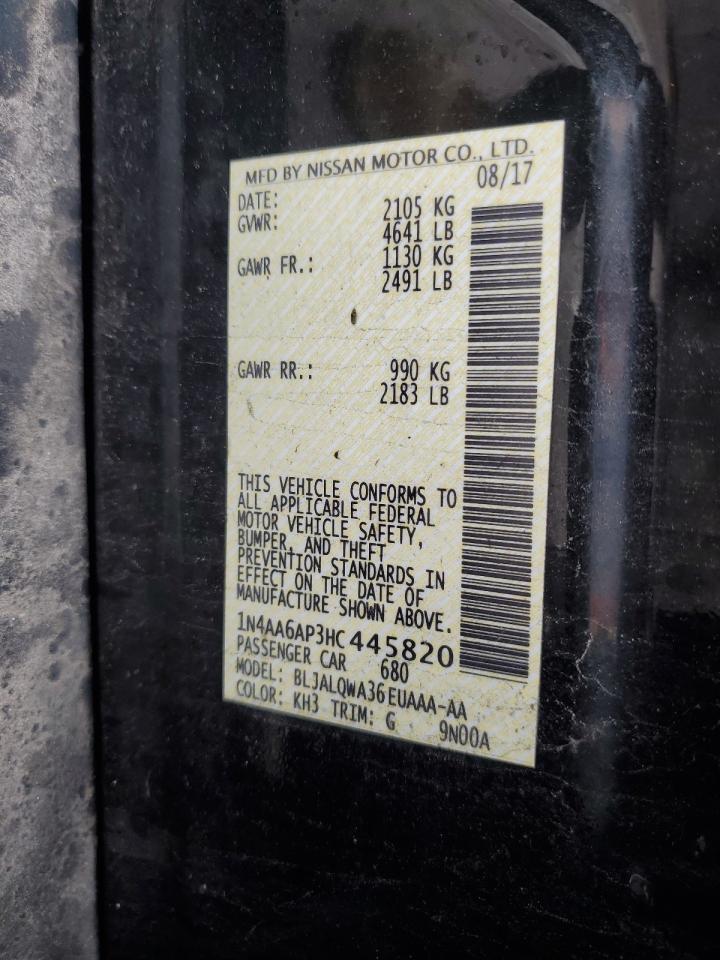 MFD BY NISSAN MOTOR CO., LTD.
DATE: 08/17
GVWR: 2105 KG
4641 LB
GAWR FR.: 1130 KG
2491 LB
GAWR RR.: 990 KG
2183 LB
THIS VEHICLE CONFORMS TO
ALL APPLICABLE FEDERAL
MOTOR VEHICLE SAFETY,
BUMPER, AND THEFT
PREVENTION STANDARDS IN
EFFECT ON THE DATE OF
MANUFACTURE SHOWN ABOVE.
1N4AA6AP3HC445820
PASSENGER CAR 680
MODEL: BLJALQWA36EUAAA-AA
COLOR: KH3 TRIM: G 9N00A